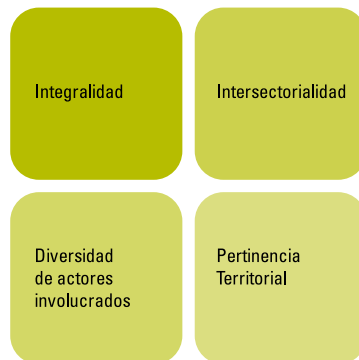 Integralidad
Intersectorialidad
Diversidad
de actores
involucrados
Pertinencia
Territorial